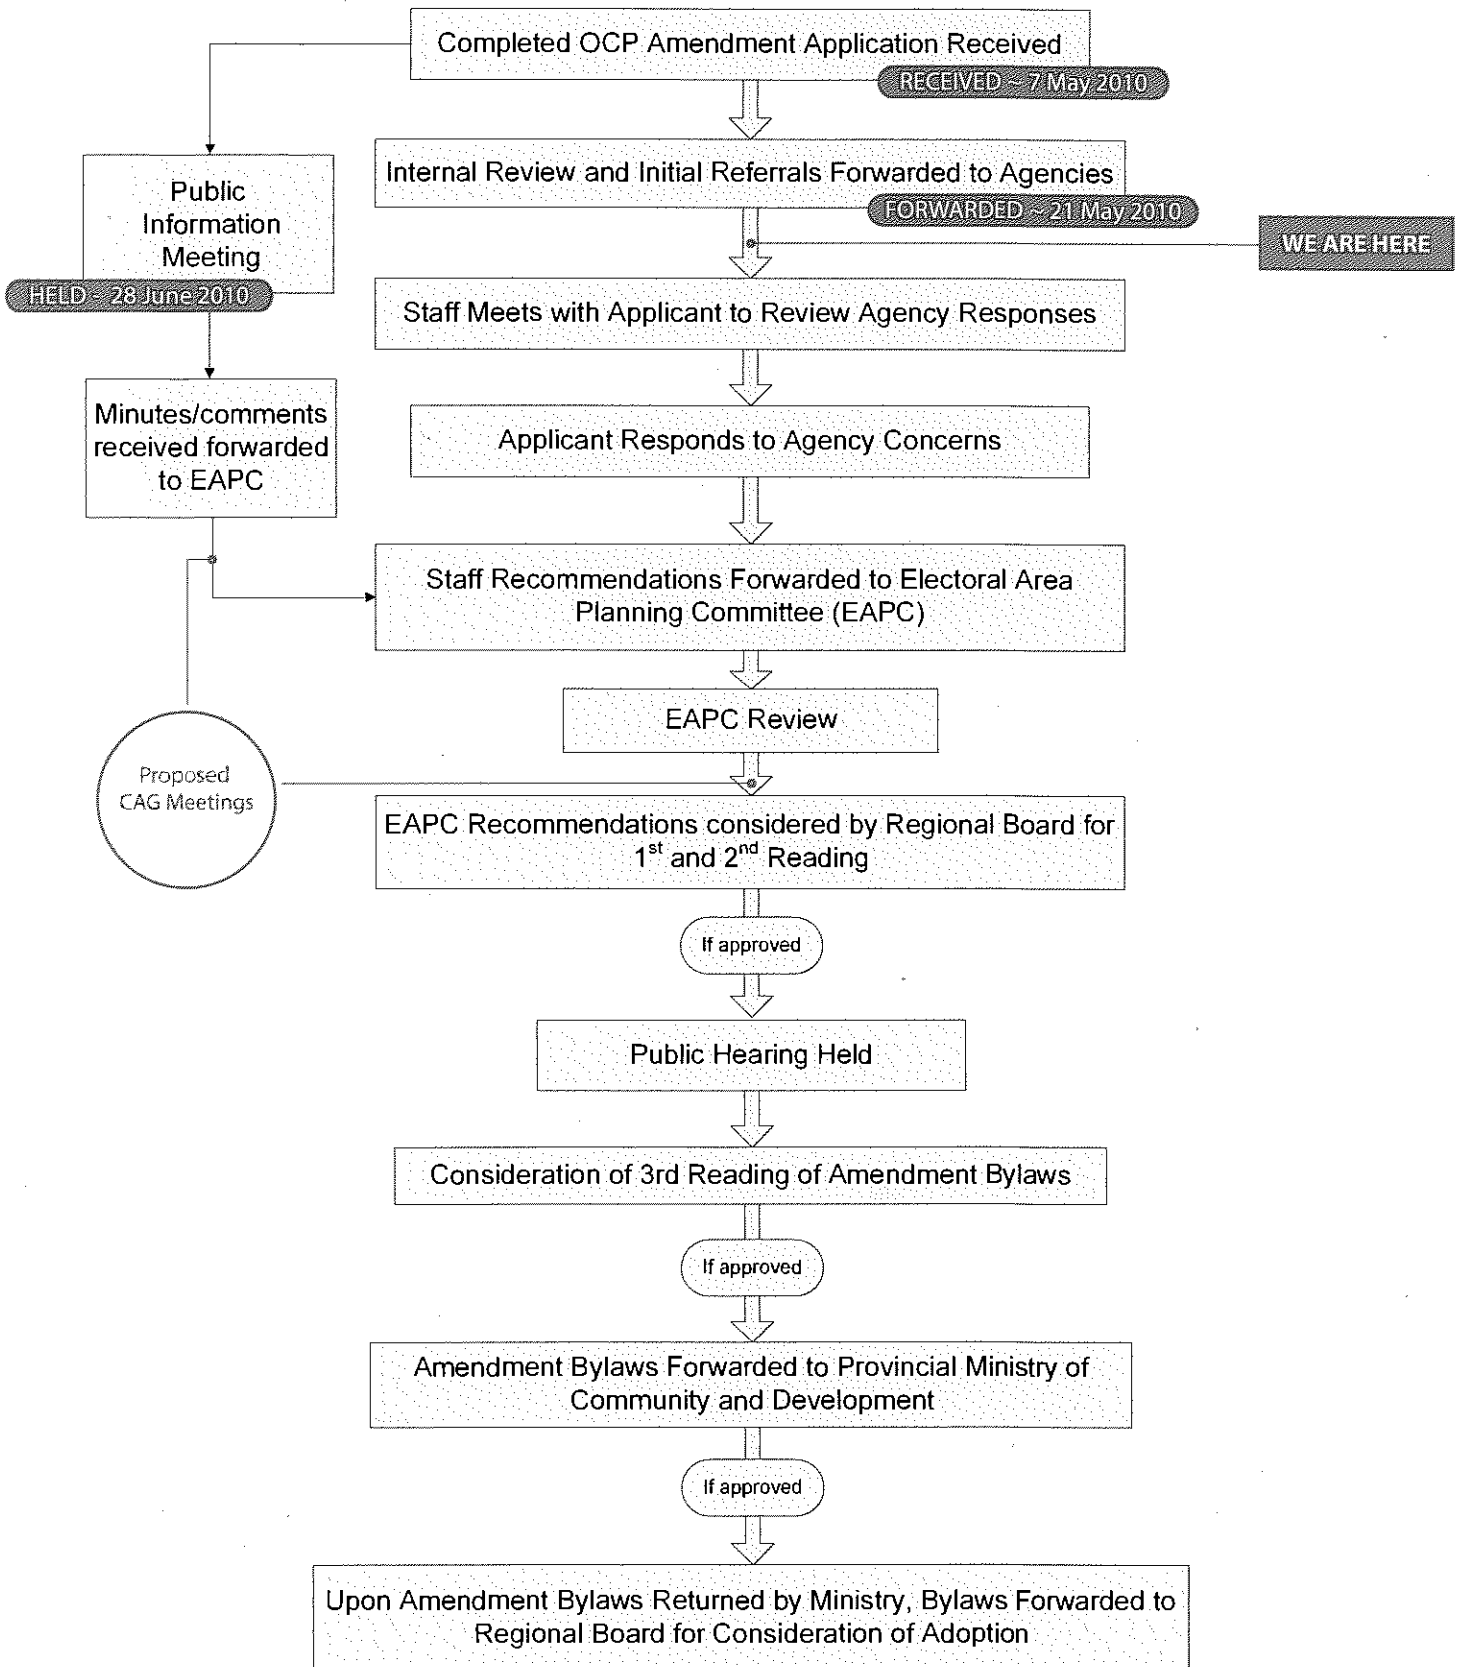 Completed OCP Amendment Application Received
RECEIVED ~ 7 May 2010
Internal Review and Initial Referrals Forwarded to Agencies
FORWARDED ~ 21 May 2010
WE ARE HERE
Public
Information
Meeting
HELD ~ 28 June 2010
Staff Meets with Applicant to Review Agency Responses
Minutes/comments
received forwarded
to EAPC
Applicant Responds to Agency Concerns
Staff Recommendations Forwarded to Electoral Area
Planning Committee (EAPC)
EAPC Review
Proposed
CAG Meetings
EAPC Recommendations considered by Regional Board for
1st and 2nd Reading
If approved
Public Hearing Held
Consideration of 3rd Reading of Amendment Bylaws
If approved
Amendment Bylaws Forwarded to Provincial Ministry of
Community and Development
If approved
Upon Amendment Bylaws Returned by Ministry, Bylaws Forwarded to
Regional Board for Consideration of Adoption